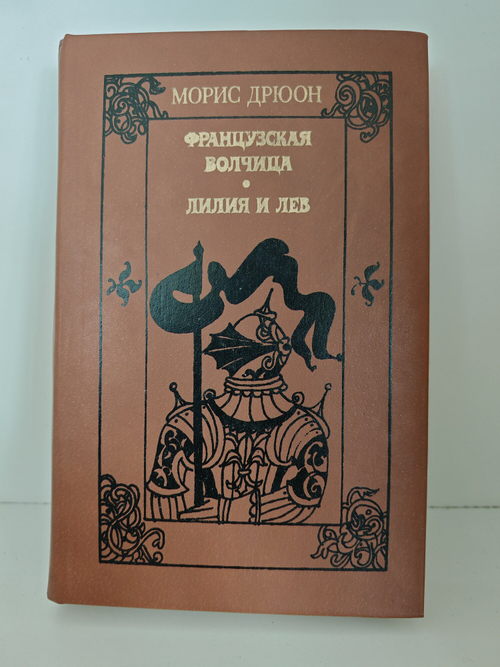 МОРИС ДРЮОН
ФРАНЦУЗСКАЯ
ВОЛЧИЦА
•
ЛИЛИЯ И ЛЕВ